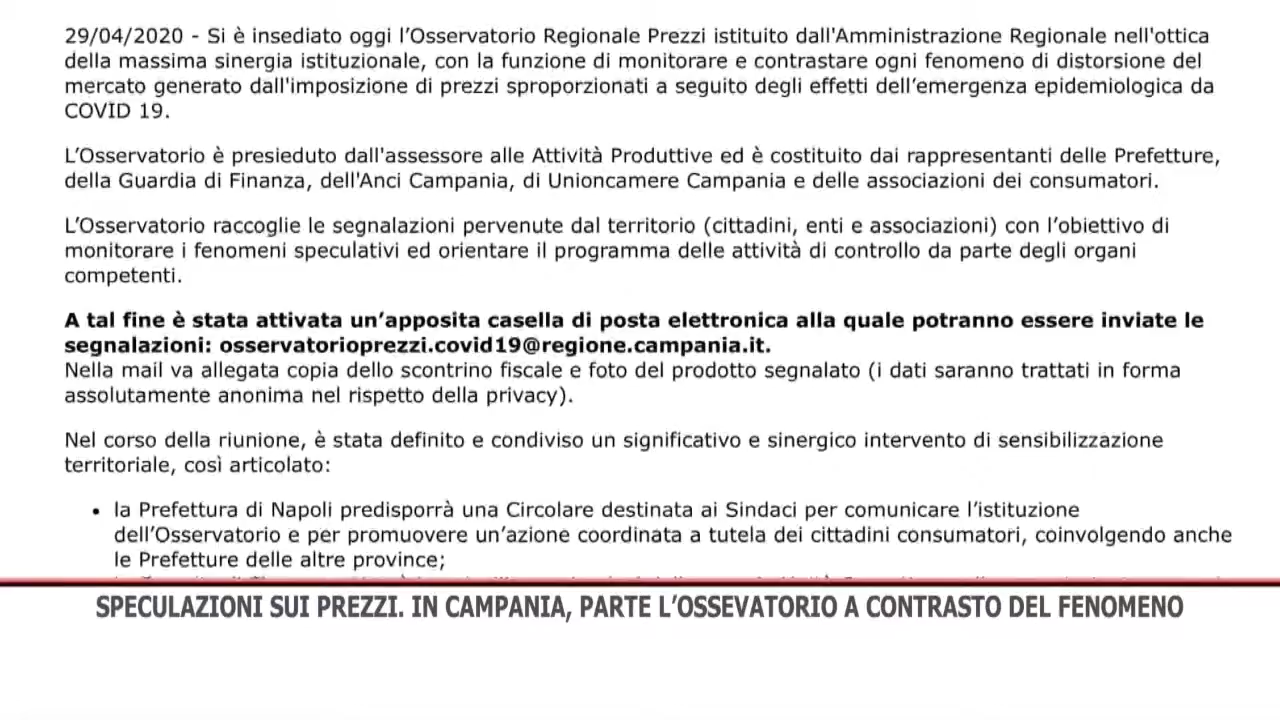 29/04/2020 - Si è insediato oggi l’Osservatorio Regionale Prezzi istituito dall'Amministrazione Regionale nell'ottica
della massima sinergia istituzionale, con la funzione di monitorare e contrastare ogni fenomeno di distorsione del
mercato generato dall'imposizione di prezzi sproporzionati a seguito degli effetti dell’emergenza epidemiologica da
COVID 19.
L’Osservatorio è presieduto dall'assessore alle Attività Produttive ed è costituito dai rappresentanti delle Prefetture,
della Guardia di Finanza, dell'Anci Campania, di Unioncamere Campania e delle associazioni dei consumatori.
L’Osservatorio raccoglie le segnalazioni pervenute dal territorio (cittadini, enti e associazioni) con l’obiettivo di
monitorare i fenomeni speculativi ed orientare il programma delle attività di controllo da parte degli organi
competenti.
A tal fine è stata attivata un’apposita casella di posta elettronica alla quale potranno essere inviate le
segnalazioni: osservatorioprezzi.covid19@regione.campania.it.
Nella mail va allegata copia dello scontrino fiscale e foto del prodotto segnalato (i dati saranno trattati in forma
assolutamente anonima nel rispetto della privacy).
Nel corso della riunione, è stata definito e condiviso un significativo e sinergico intervento di sensibilizzazione
territoriale, così articolato:
• la Prefettura di Napoli predisporrà una Circolare destinata ai Sindaci per comunicare l’istituzione
dell’Osservatorio e per promuovere un’azione coordinata a tutela dei cittadini consumatori, coinvolgendo anche
le Prefetture delle altre province;
SPECULAZIONI SUI PREZZI. IN CAMPANIA, PARTE L’OSSEVATORIO A CONTRASTO DEL FENOMENO